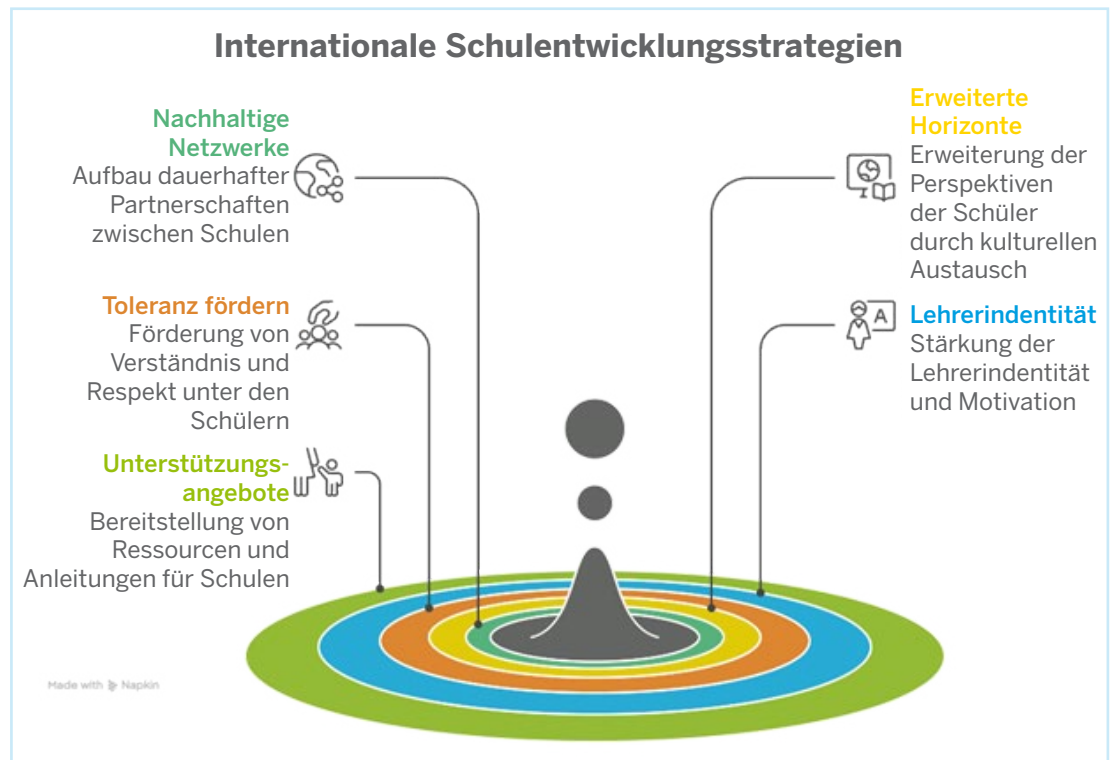 Internationale Schulentwicklungsstrategien
Nachhaltige
Netzwerke
Aufbau dauerhafter
Partnerschaften
zwischen Schulen
Toleranz fördern
Förderung von
Verständnis und
Respekt unter den
Schülern
Unterstützungs-
angebote
Bereitstellung von
Ressourcen und
Anleitungen für Schulen
Erweiterte
Horizonte
Erweiterung der
Perspektiven
der Schüler
durch kulturellen
Austausch
A
Lehrerindentität
Stärkung der
Lehrerindentität
und Motivation
Made with Napkin